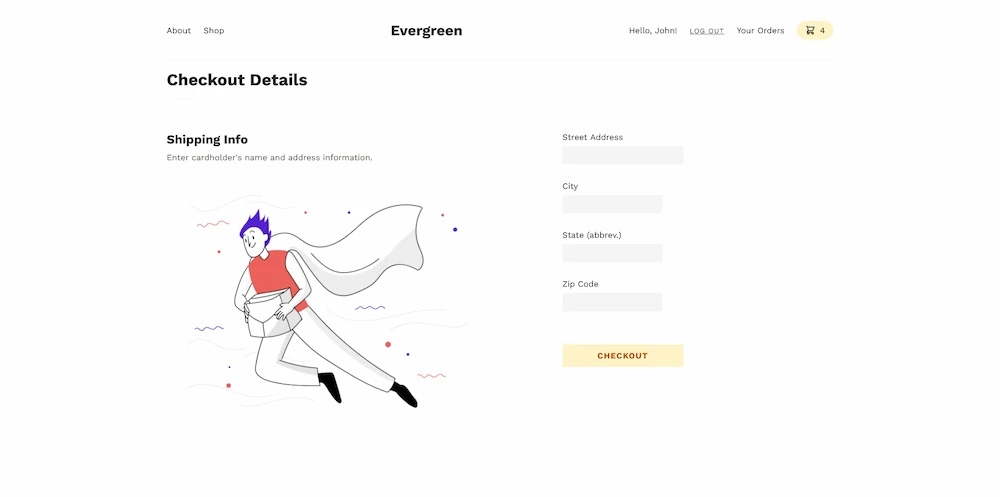 About Shop Evergreen Hello, John! LOG OUT Your Orders 4
Checkout Details
Shipping Info
Enter cardholder's name and address information.
Street Address
City
State (abbrev.)
Zip Code
CHECKOUT